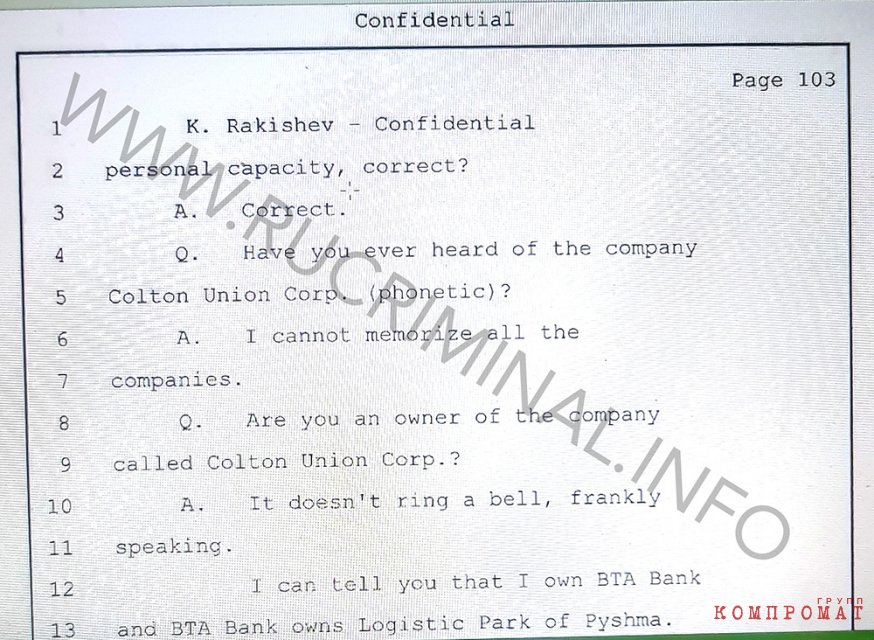 Confidential
Page 103
1 K. Rakishev - Confidential
2 personal capacity, correct?
3 A. Correct.
4 Q. Have you ever heard of the company
5 Colton Union Corp. (phonetic)?
6 A. I cannot memorize all the
7 companies.
8 Q. Are you an owner of the company
9 called Colton Union Corp.?
10 A. It doesn't ring a bell, frankly
11 speaking.
12 I can tell you that I own BTA Bank
13 and BTA Bank owns Logistic Park of Pyshma.
WWW.RUCRIMINAL.INFO
ГРУПП
КОМПРОМАТ